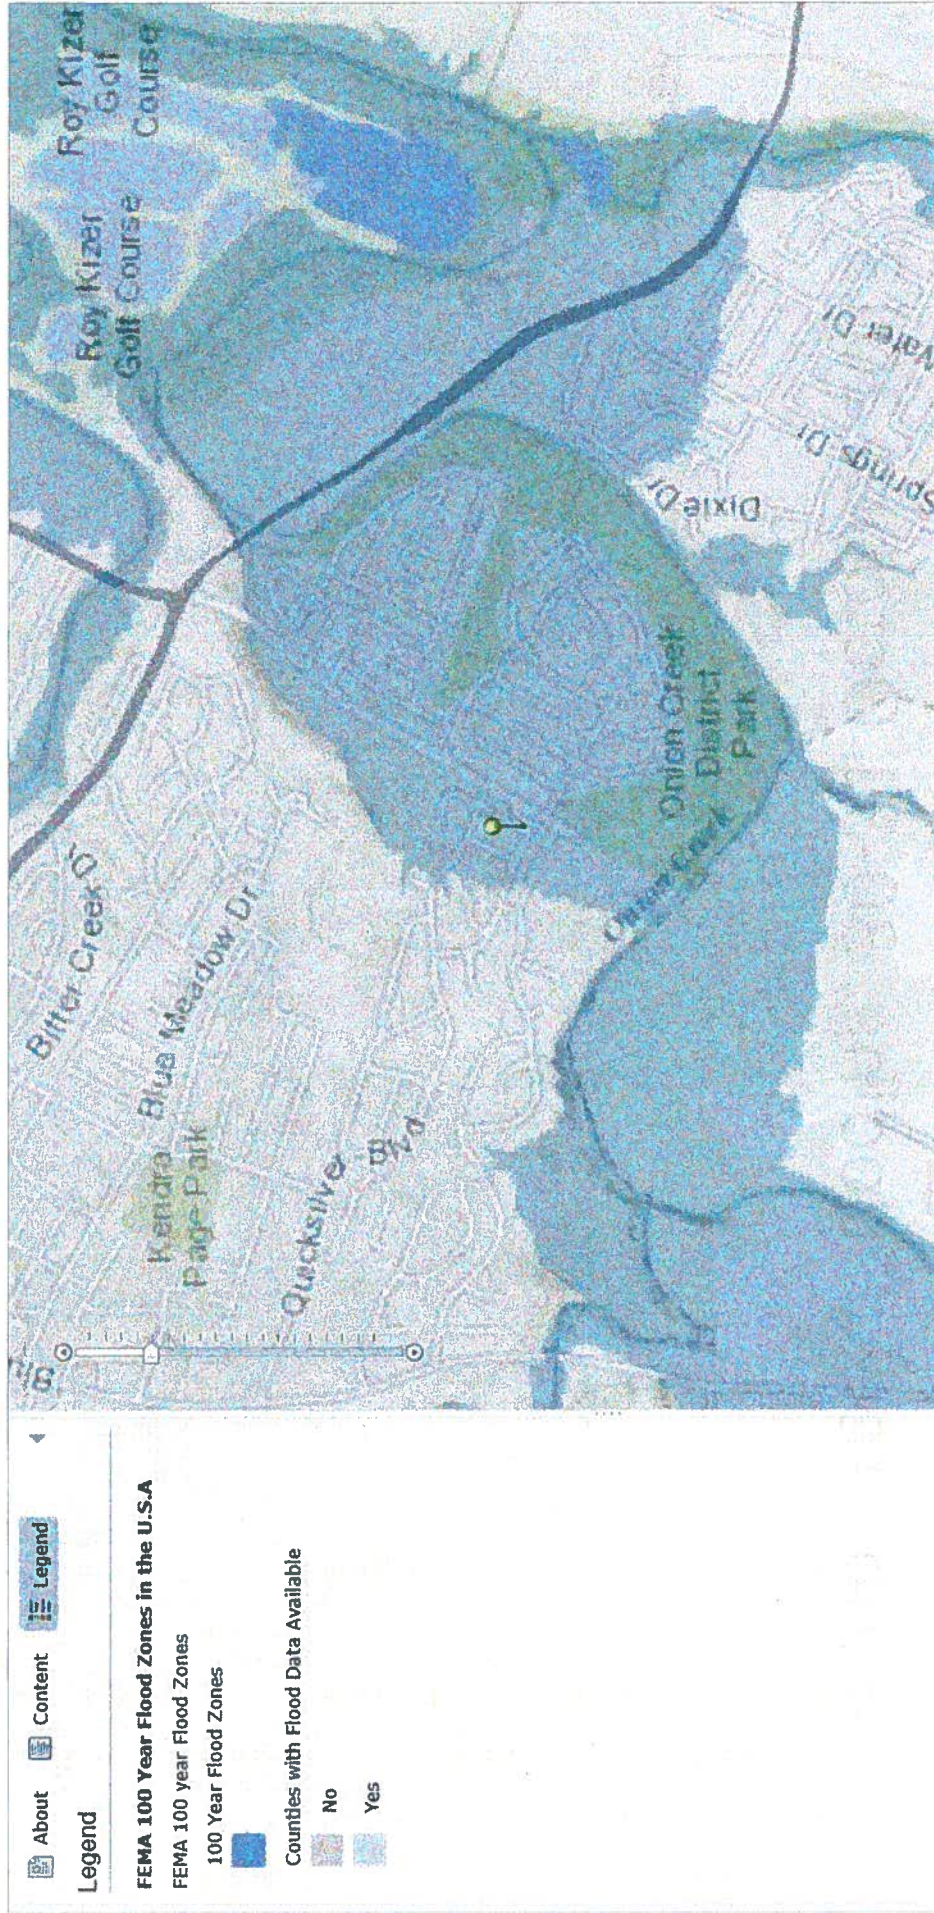 About
Content
Legend
Legend
FEMA 100 Year Flood Zones in the U.S.A
FEMA 100 year Flood Zones
100 Year Flood Zones
Counties with Flood Data Available
No
Yes
Bitter Creek Dr
Blue Meadow Dr
Kendra
Page Park
Quicksilver
Blvd
Roy Kizer
Golf Course
Roy Kizer
Golf
Course
Onion Creek
Onion Creek
District
Park
Dixie Dr
Springs Dr
water Dr